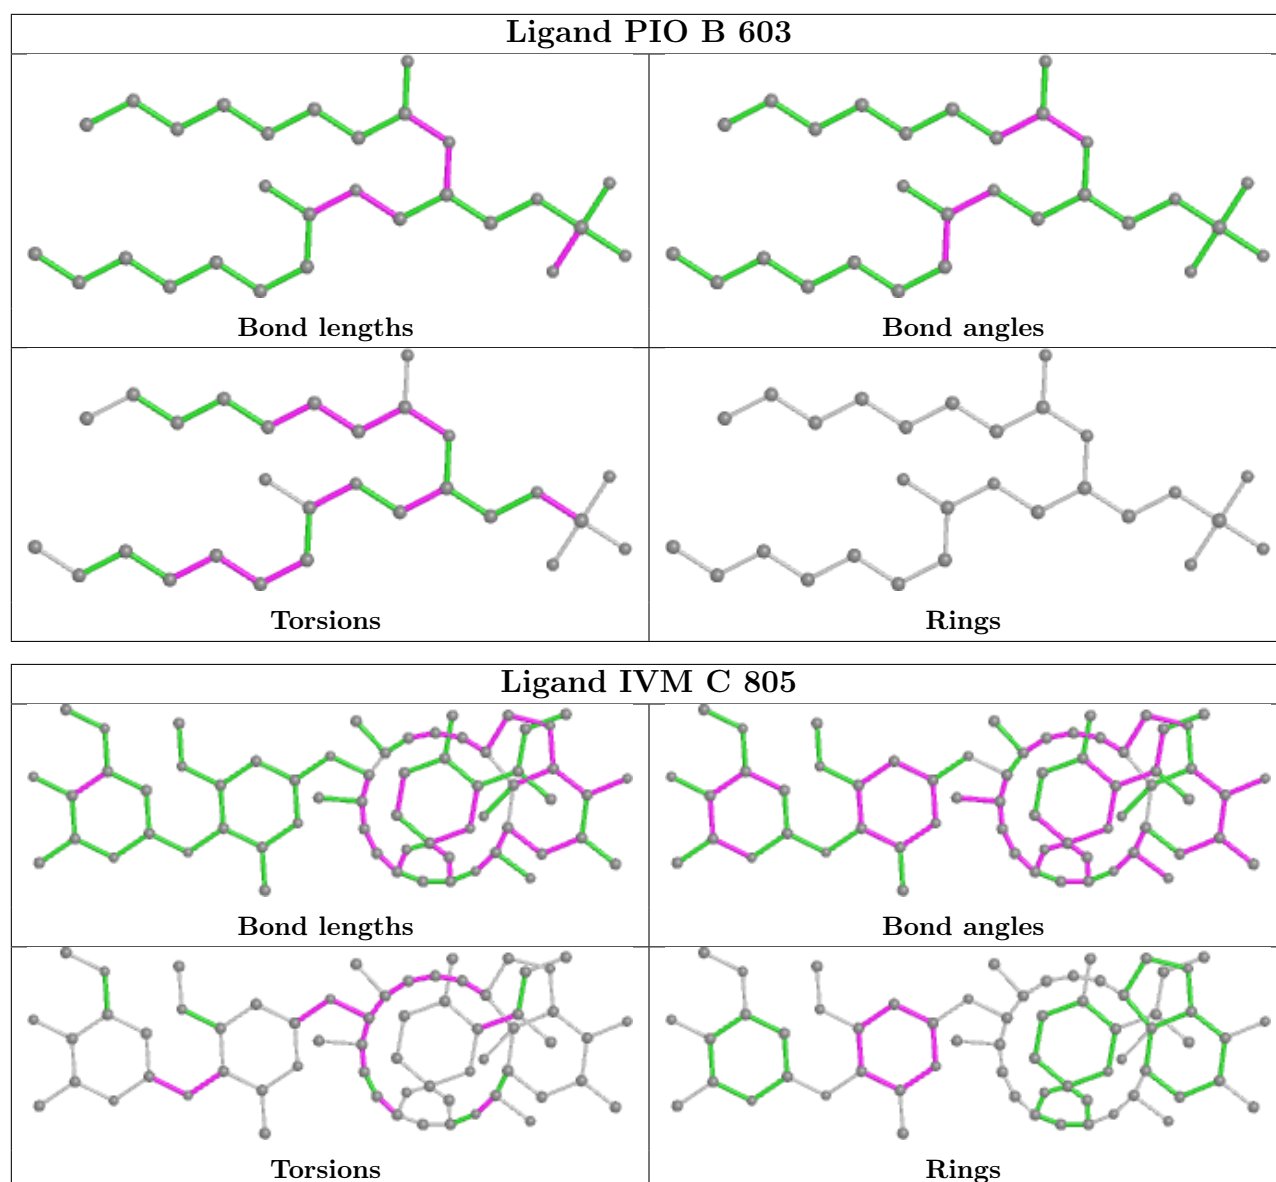 Ligand PIO B 603
Bond lengths
Bond angles
Torsions
Rings
Ligand IVM C 805
Bond lengths
Bond angles
Torsions
Rings